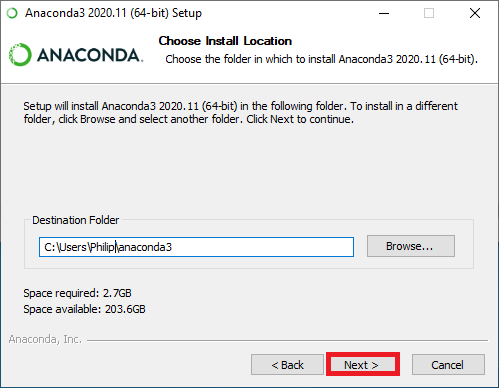 Anaconda3 2020.11 (64-bit) Setup
ANACONDA.
Choose Install Location
Choose the folder in which to install Anaconda3 2020.11 (64-bit).
Setup will install Anaconda3 2020.11 (64-bit) in the following folder. To install in a different
folder, click Browse and select another folder. Click Next to continue.
Destination Folder
C:\Users\Philip\anaconda3
Browse...
Space required: 2.7GB
Space available: 203.6GB
Anaconda, Inc.
< Back
Next >
Cancel